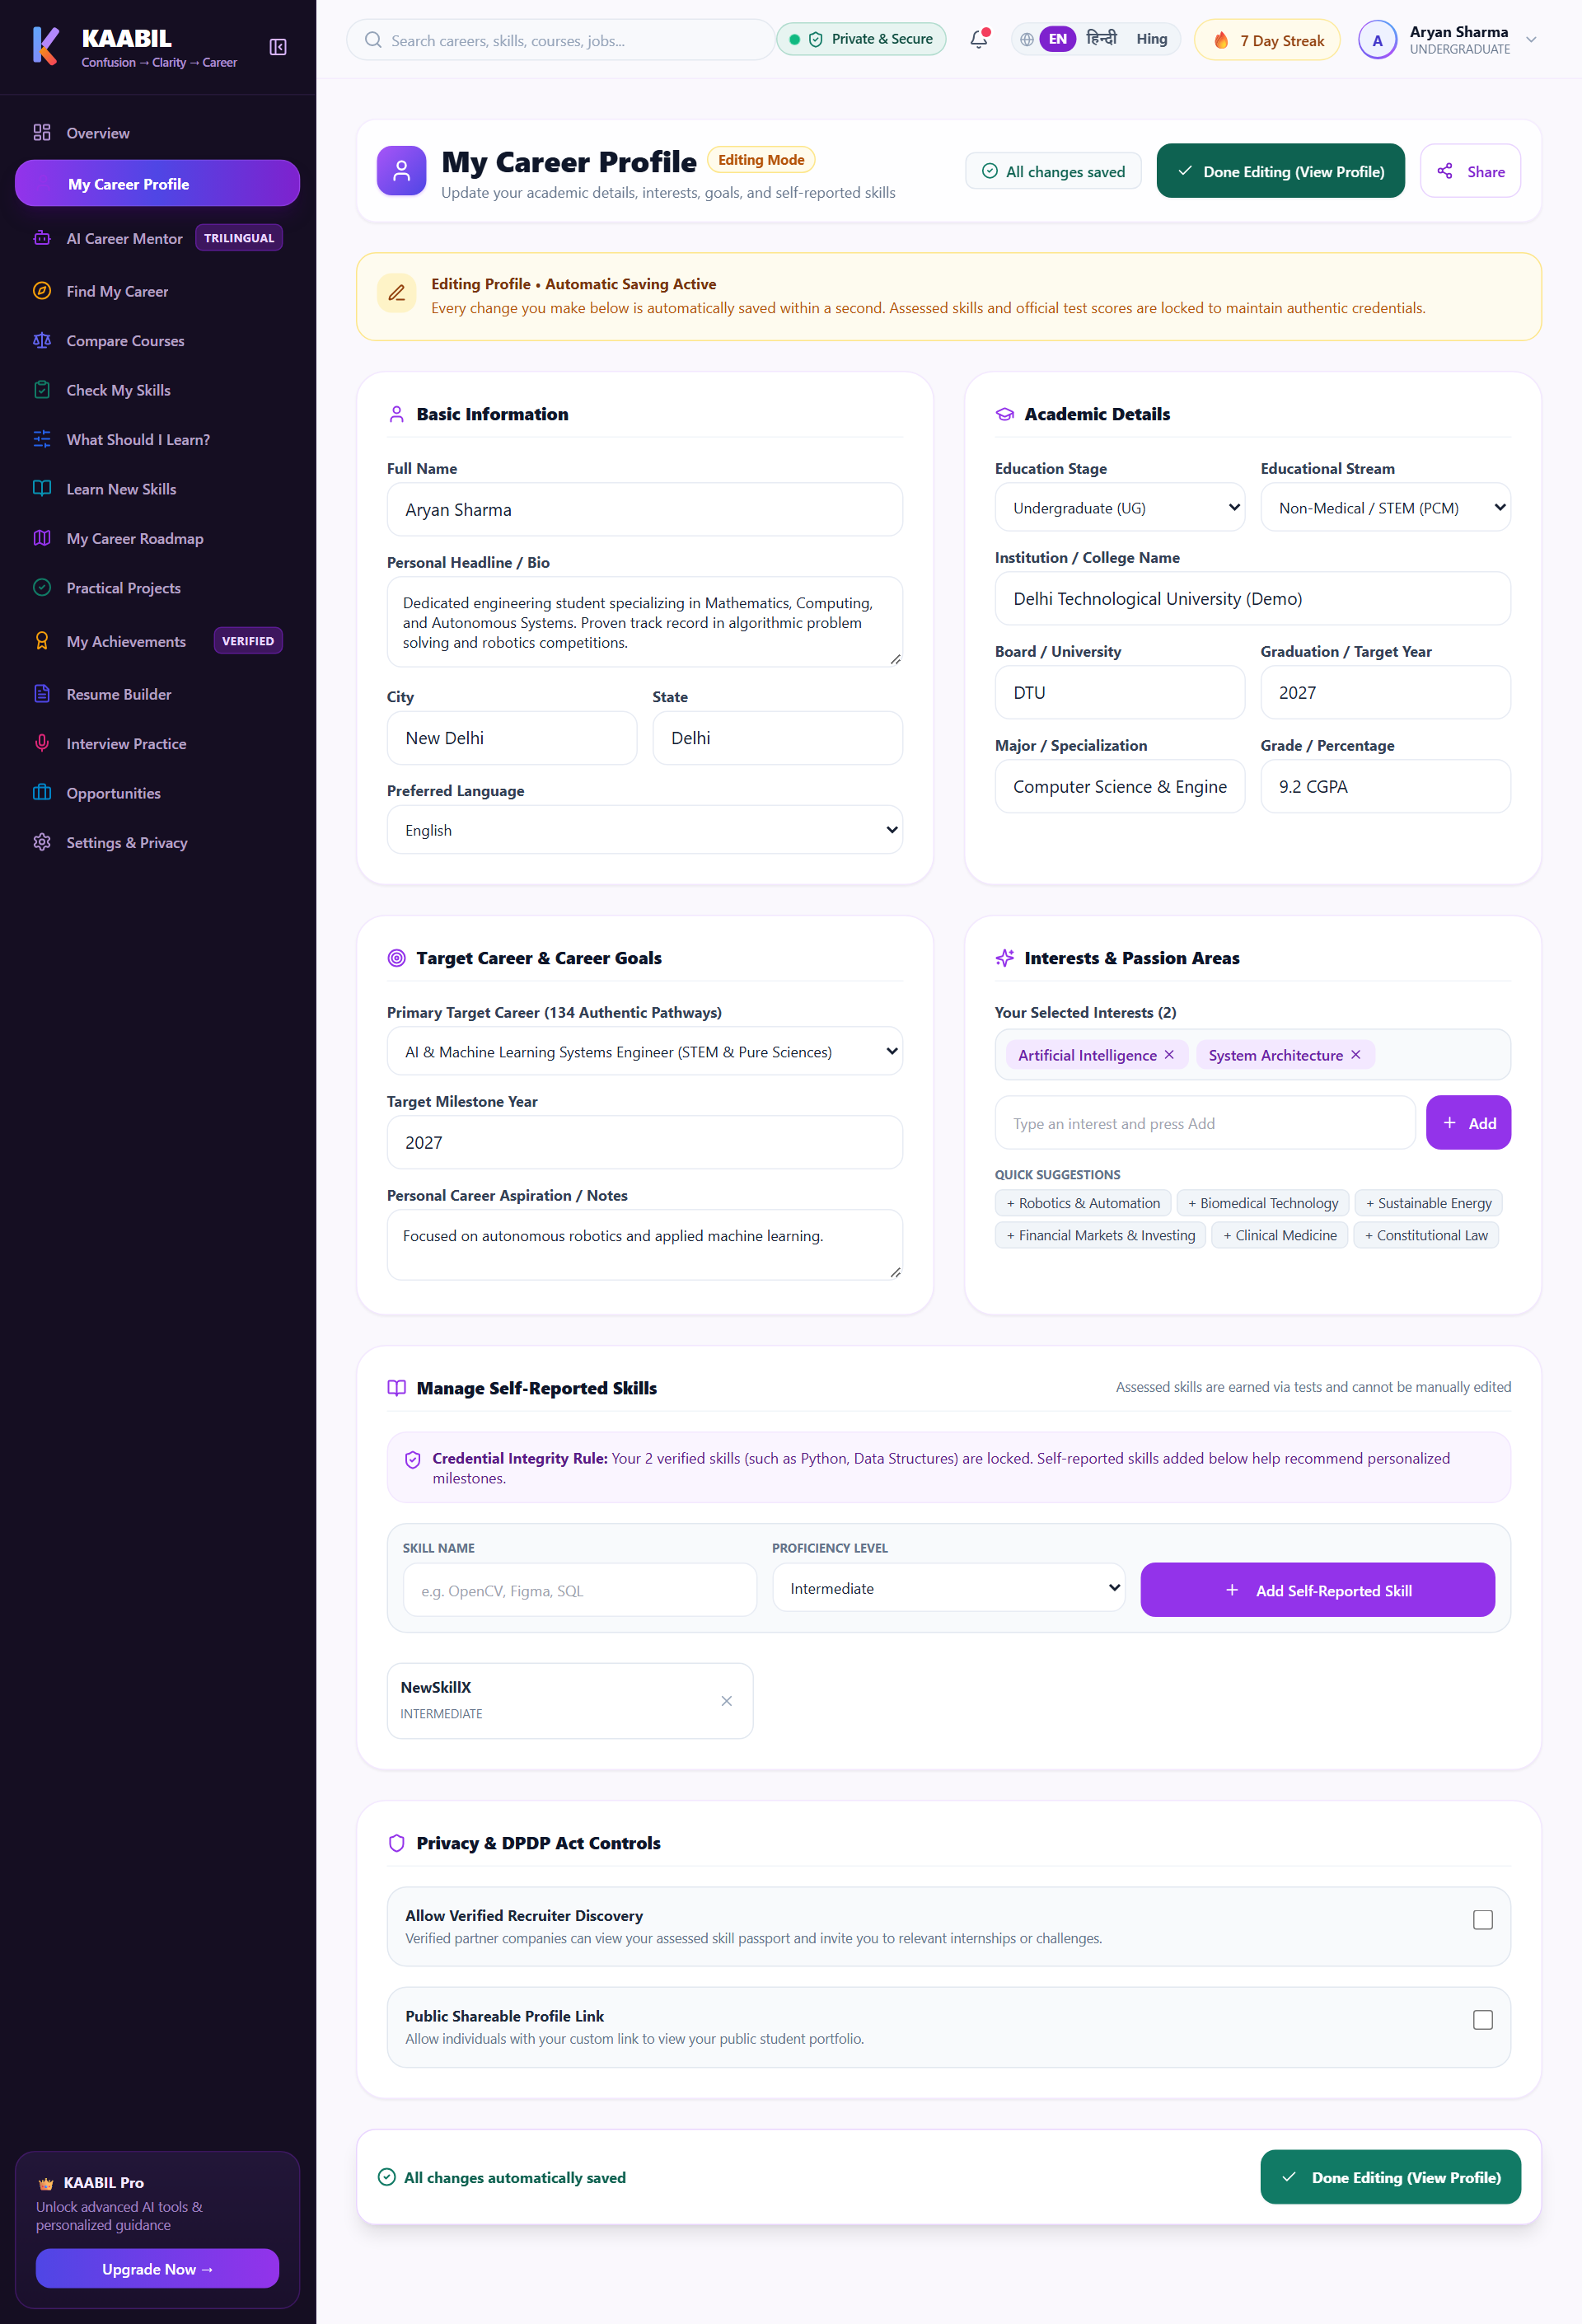 KAABIL
Confusion → Clarity → Career
Overview
My Career Profile
AI Career Mentor TRILINGUAL
Find My Career
Compare Courses
Check My Skills
What Should I Learn?
Learn New Skills
My Career Roadmap
Practical Projects
My Achievements VERIFIED
Resume Builder
Interview Practice
Opportunities
Settings & Privacy
KAABIL Pro
Unlock advanced AI tools &
personalized guidance
Upgrade Now →
Search careers, skills, courses, jobs...
Private & Secure
EN हिन्दी Hing
7 Day Streak
A
Aryan Sharma
UNDERGRADUATE
My Career Profile Editing Mode
Update your academic details, interests, goals, and self-reported skills
All changes saved
Done Editing (View Profile)
Share
Editing Profile • Automatic Saving Active
Every change you make below is automatically saved within a second. Assessed skills and official test scores are locked to maintain authentic credentials.
Basic Information
Full Name
Aryan Sharma
Personal Headline / Bio
Dedicated engineering student specializing in Mathematics, Computing,
and Autonomous Systems. Proven track record in algorithmic problem
solving and robotics competitions.
City State
New Delhi Delhi
Preferred Language
English
Academic Details
Education Stage Educational Stream
Undergraduate (UG) Non-Medical / STEM (PCM)
Institution / College Name
Delhi Technological University (Demo)
Board / University Graduation / Target Year
DTU 2027
Major / Specialization Grade / Percentage
Computer Science & Engine 9.2 CGPA
Target Career & Career Goals
Primary Target Career (134 Authentic Pathways)
AI & Machine Learning Systems Engineer (STEM & Pure Sciences)
Target Milestone Year
2027
Personal Career Aspiration / Notes
Focused on autonomous robotics and applied machine learning.
Interests & Passion Areas
Your Selected Interests (2)
Artificial Intelligence × System Architecture ×
Type an interest and press Add
+ Add
QUICK SUGGESTIONS
+ Robotics & Automation + Biomedical Technology + Sustainable Energy
+ Financial Markets & Investing + Clinical Medicine + Constitutional Law
Manage Self-Reported Skills
Assessed skills are earned via tests and cannot be manually edited
Credential Integrity Rule: Your 2 verified skills (such as Python, Data Structures) are locked. Self-reported skills added below help recommend personalized
milestones.
SKILL NAME PROFICIENCY LEVEL
e.g. OpenCV, Figma, SQL Intermediate + Add Self-Reported Skill
NewSkillX
INTERMEDIATE
Privacy & DPDP Act Controls
Allow Verified Recruiter Discovery
Verified partner companies can view your assessed skill passport and invite you to relevant internships or challenges.
Public Shareable Profile Link
Allow individuals with your custom link to view your public student portfolio.
All changes automatically saved
Done Editing (View Profile)